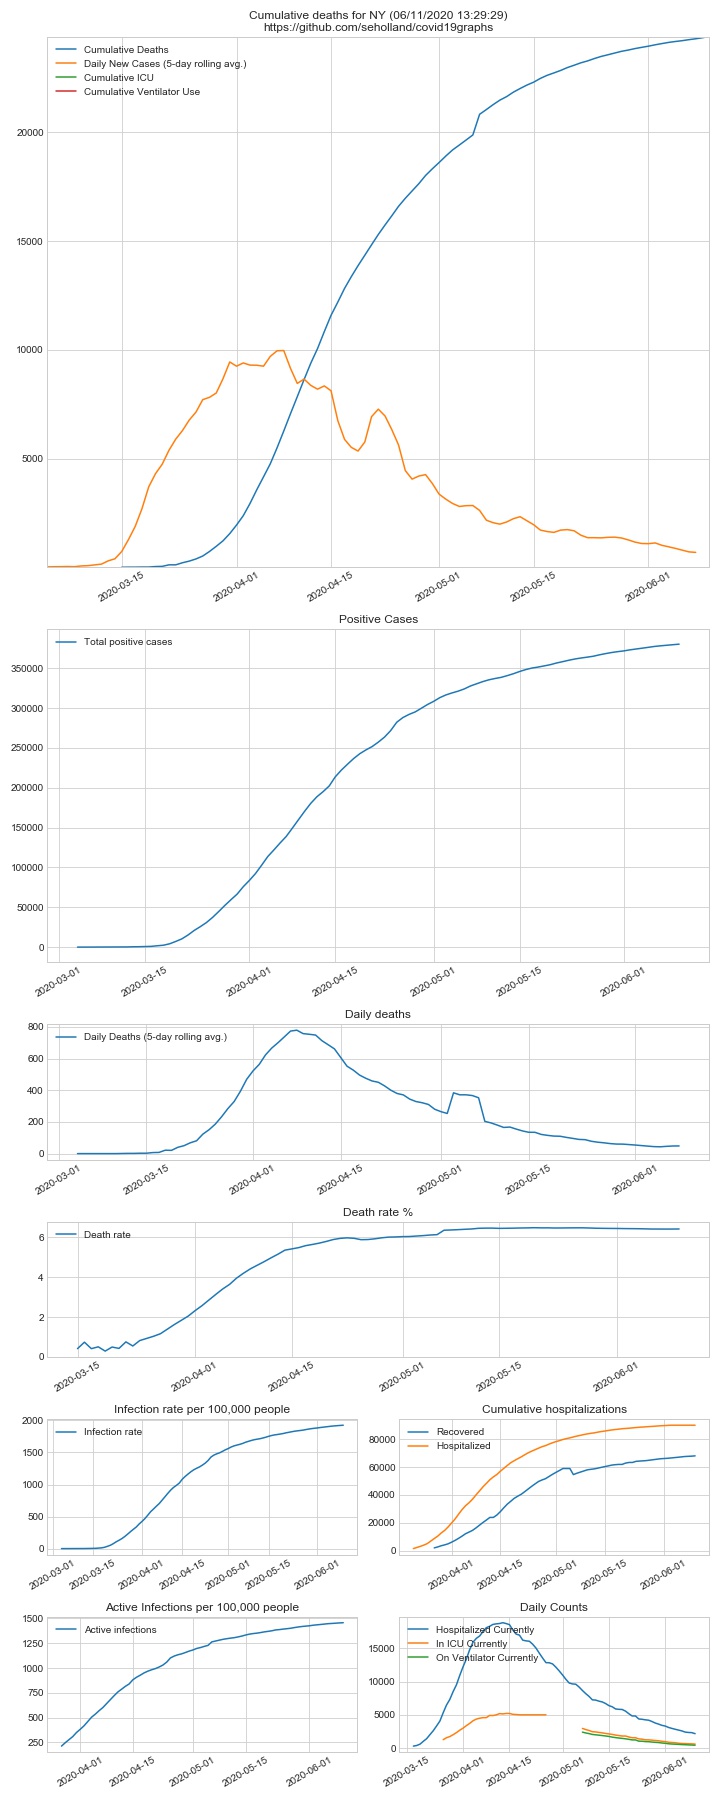 Cumulative deaths for NY (06/11/2020 13:29:29)
https://github.com/seholland/covid19graphs
Cumulative Deaths
Daily New Cases (5-day rolling avg.)
Cumulative ICU
Cumulative Ventilator Use
20000
15000
10000
5000
2020-03-15 2020-04-01 2020-04-15 2020-05-01 2020-05-15 2020-06-01
Positive Cases
Total positive cases
350000
300000
250000
200000
150000
100000
50000
0
2020-03-01 2020-03-15 2020-04-01 2020-04-15 2020-05-01 2020-05-15 2020-06-01
Daily deaths
Daily Deaths (5-day rolling avg.)
800
600
400
200
0
2020-03-01 2020-03-15 2020-04-01 2020-04-15 2020-05-01 2020-05-15 2020-06-01
Death rate %
Death rate
6
4
2
0
2020-03-15 2020-04-01 2020-04-15 2020-05-01 2020-05-15 2020-06-01
Infection rate per 100,000 people
Infection rate
2000
1500
1000
500
0
2020-03-01 2020-03-15 2020-04-01 2020-04-15 2020-05-01 2020-05-15 2020-06-01
Cumulative hospitalizations
Recovered
Hospitalized
80000
60000
40000
20000
0
2020-04-01 2020-04-15 2020-05-01 2020-05-15 2020-06-01
Active Infections per 100,000 people
Active infections
1500
1250
1000
750
500
250
2020-04-01 2020-04-15 2020-05-01 2020-05-15 2020-06-01
Daily Counts
Hospitalized Currently
In ICU Currently
On Ventilator Currently
15000
10000
5000
0
2020-03-15 2020-04-01 2020-04-15 2020-05-01 2020-05-15 2020-06-01